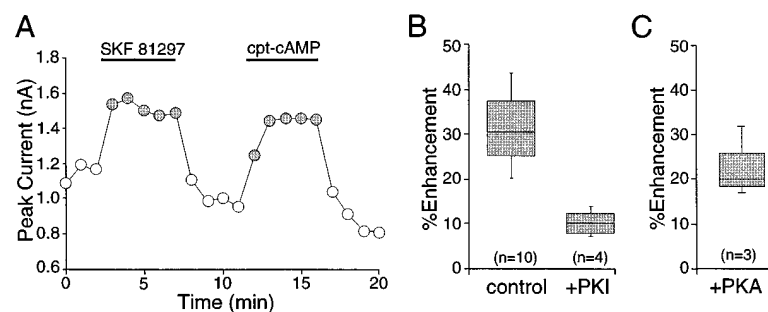 A
SKF 81297
cpt-cAMP
Peak Current (nA)
1.8
1.6
1.4
1.2
1.0
0.8
0.6
0
5
10
15
20
Time (min)
B
%Enhancement
50
40
30
20
10
0
(n=10)
(n=4)
control
+PKI
C
%Enhancement
50
40
30
20
10
0
(n=3)
+PKA